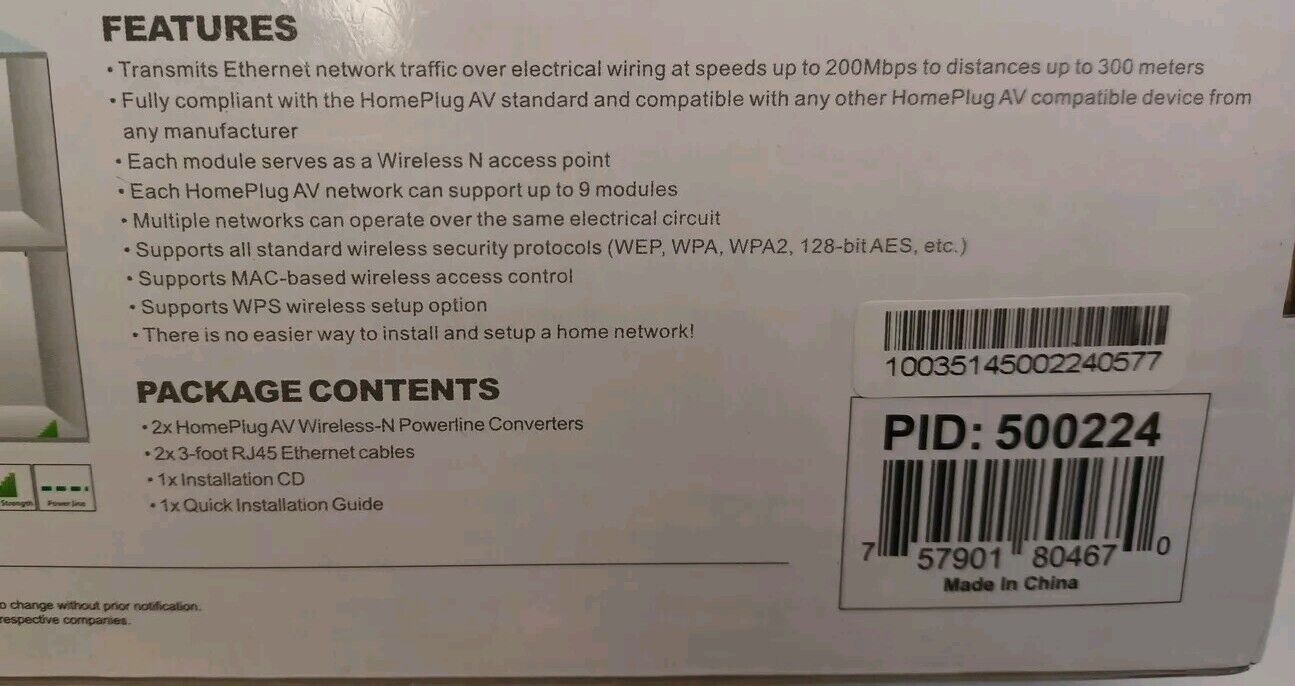 FEATURES
• Transmits Ethernet network traffic over electrical wiring at speeds up to 200Mbps to distances up to 300 meters
• Fully compliant with the HomePlug AV standard and compatible with any other HomePlug AV compatible device from
any manufacturer
• Each module serves as a Wireless N access point
• Each HomePlug AV network can support up to 9 modules
• Multiple networks can operate over the same electrical circuit
• Supports all standard wireless security protocols (WEP, WPA, WPA2, 128-bit AES, etc.)
• Supports MAC-based wireless access control
• Supports WPS wireless setup option
• There is no easier way to install and setup a home network!
10035145002240577
PACKAGE CONTENTS
• 2x HomePlug AV Wireless-N Powerline Converters
• 2x 3-foot RJ45 Ethernet cables
• 1x Installation CD
• 1x Quick Installation Guide
PID: 500224
7 57901 80467 0
Made In China
Strength Powerline
o change without prior notification.
respective companies.